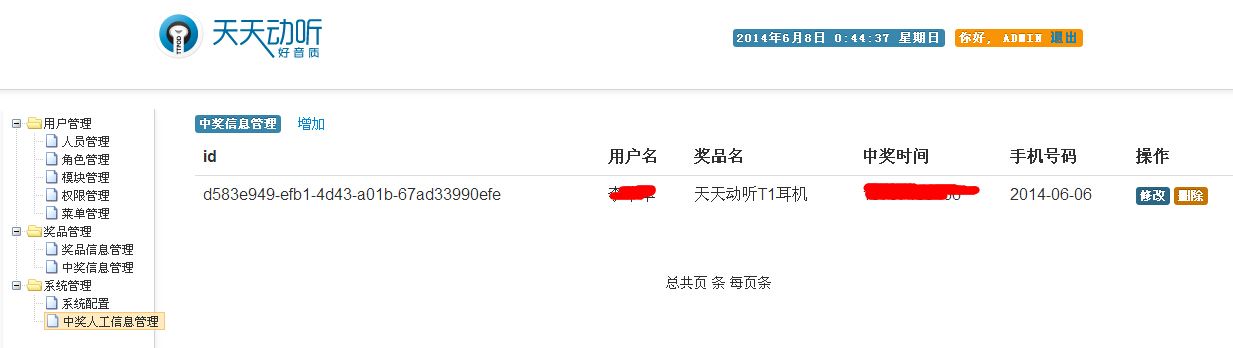 TTPOD
天天动听
好音质
2014年6月8日 0:44:37 星期日 你好, ADMIN 退出
用户管理
人员管理
角色管理
模块管理
权限管理
菜单管理
奖品管理
奖品信息管理
中奖信息管理
系统管理
系统配置
中奖人工信息管理
中奖信息管理 增加
id 用户名 奖品名 中奖时间 手机号码 操作
d583e949-efb1-4d43-a01b-67ad33990efe 天天动听T1耳机 2014-06-06 修改 删除
总共页 条 每页条